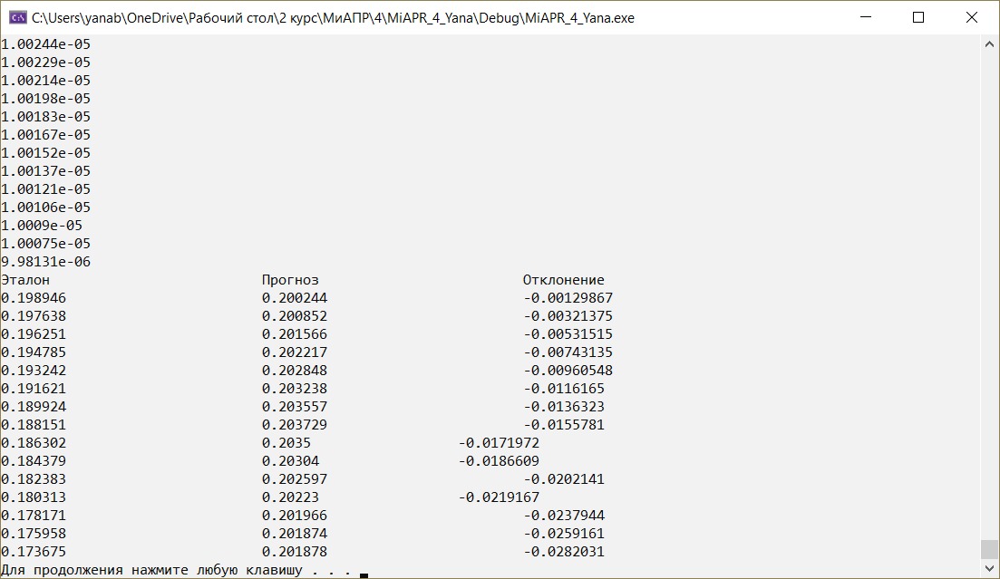 C:\Users\yanab\OneDrive\Рабочий стол\2 курс\МиАПР\4\MiAPR_4_Yana\Debug\MiAPR_4_Yana.exe
1.00244e-05
1.00229e-05
1.00214e-05
1.00198e-05
1.00183e-05
1.00167e-05
1.00152e-05
1.00137e-05
1.00121e-05
1.00106e-05
1.0009e-05
1.00075e-05
9.98131e-06
Эталон Прогноз Отклонение
0.198946 0.200244 -0.00129867
0.197638 0.200852 -0.00321375
0.196251 0.201566 -0.00531515
0.194785 0.202217 -0.00743135
0.193242 0.202848 -0.00960548
0.191621 0.203238 -0.0116165
0.189924 0.203557 -0.0136323
0.188151 0.203729 -0.0155781
0.186302 0.2035 -0.0171972
0.184379 0.20304 -0.0186609
0.182383 0.202597 -0.0202141
0.180313 0.20223 -0.0219167
0.178171 0.201966 -0.0237944
0.175958 0.201874 -0.0259161
0.173675 0.201878 -0.0282031
Для продолжения нажмите любую клавишу . . .